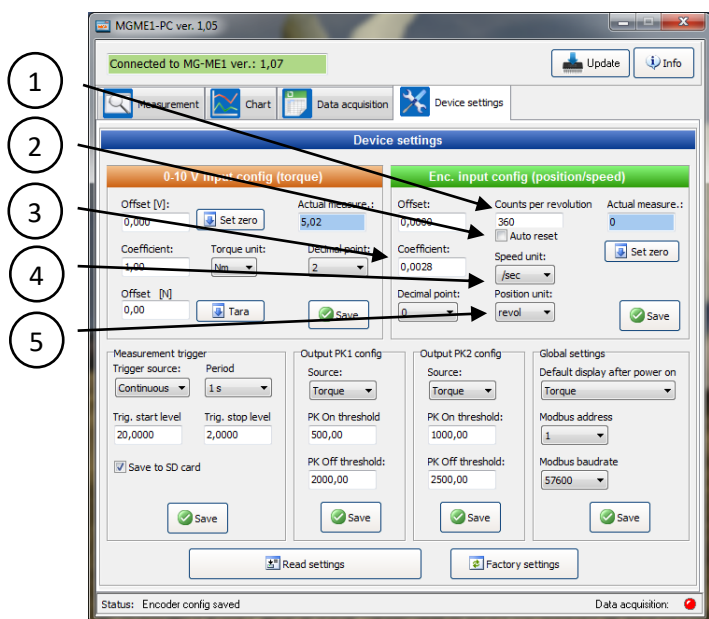 MGME1-PC ver. 1,05
Connected to MG-ME1 ver.: 1,07
Update
Info
Measurement
Chart
Data acquisition
Device settings
1
2
3
4
5
Device settings
0-10 V input config (torque)
Offset [V]:
Actual measure.:
0,000
Set zero
5,02
Coefficient:
Torque unit:
Decimal point:
1,00
Nm
2
Offset [N]
0,00
Tara
Save
Enc. input config (position/speed)
Offset:
Counts per revolution
Actual measure.:
0,0000
360
0
Auto reset
Set zero
Coefficient:
Speed unit:
0,0028
/sec
Decimal point:
Position unit:
0
revol
Save
Measurement trigger
Trigger source:
Period
Continuous
1 s
Trig. start level
Trig. stop level
20,0000
2,0000
Save to SD card
Save
Output PK1 config
Source:
Torque
PK On threshold
500,00
PK Off threshold:
2000,00
Save
Output PK2 config
Source:
Torque
PK On threshold:
1000,00
PK Off threshold:
2500,00
Save
Global settings
Default display after power on
Torque
Modbus address
1
Modbus baudrate
57600
Save
Read settings
Factory settings
Status: Encoder config saved
Data acquisition: